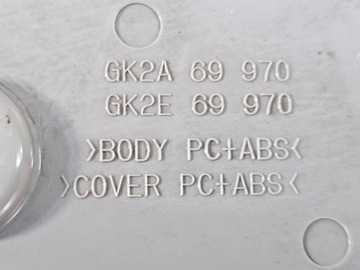 GK2A 69 970
GK2E 69 970
>BODY PC+ABS<
>COVER PC+ABS<